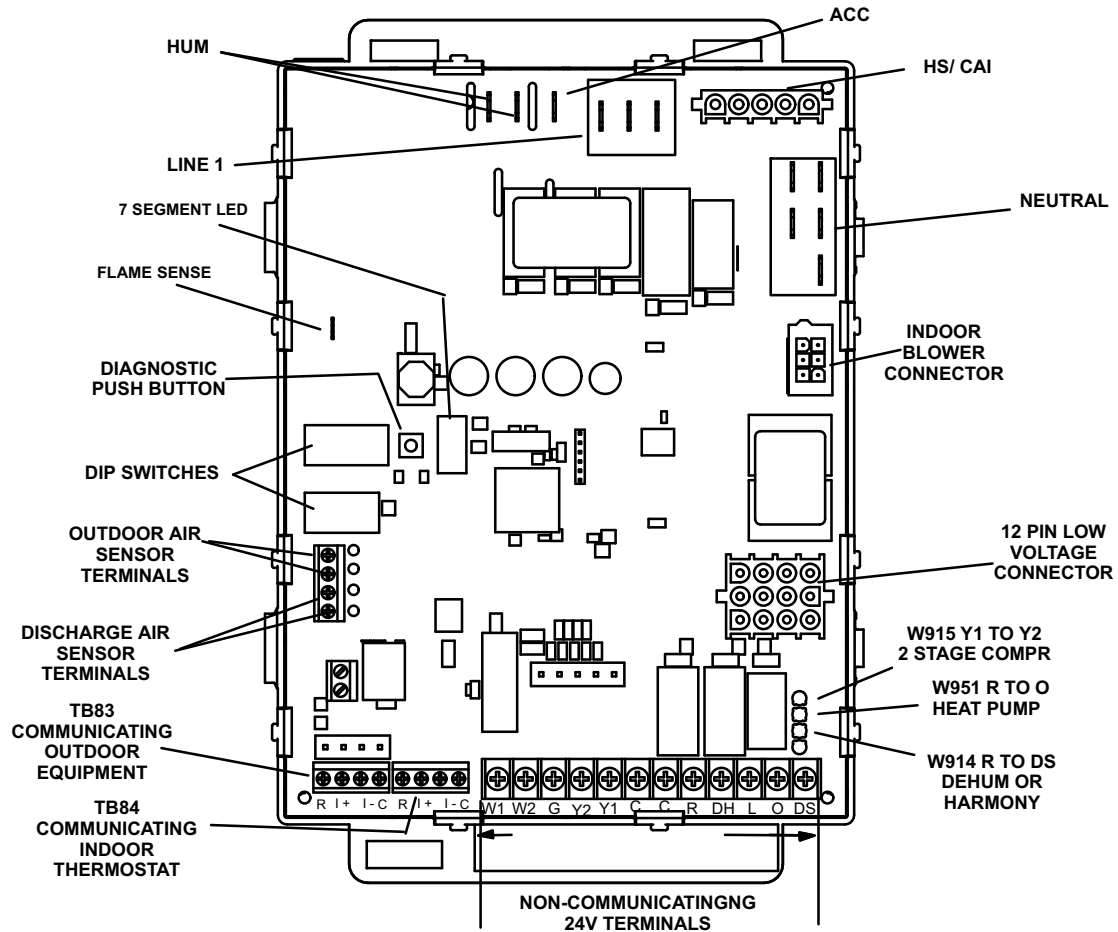 ACC
HUM
HS/ CAI
LINE 1
7 SEGMENT LED
NEUTRAL
FLAME SENSE
INDOOR
BLOWER
CONNECTOR
DIAGNOSTIC
PUSH BUTTON
DIP SWITCHES
OUTDOOR AIR
SENSOR
TERMINALS
12 PIN LOW
VOLTAGE
CONNECTOR
DISCHARGE AIR
SENSOR
TERMINALS
W915 Y1 TO Y2
2 STAGE COMPR
W951 R TO O
HEAT PUMP
W914 R TO DS
DEHUM OR
HARMONY
TB83
COMMUNICATING
OUTDOOR
EQUIPMENT
TB84
COMMUNICATING
INDOOR
THERMOSTAT
R I+ I- C R I+ I- C
W1 W2 G Y2 Y1 C C R DH L O DS
NON-COMMUNICATINGNG
24V TERMINALS